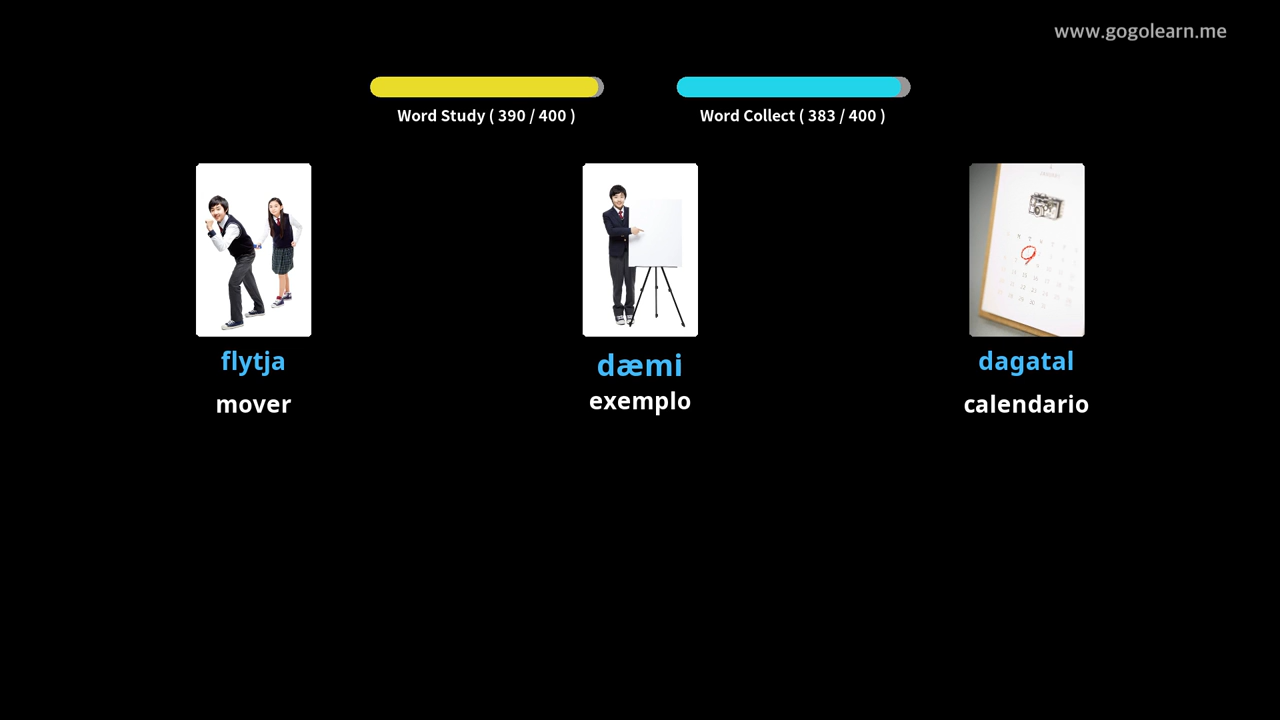 www.gogolearn.me
Word Study ( 390 / 400 )
Word Collect ( 383 / 400 )
flytja
dæmi
dagatal
mover
exemplo
calendario